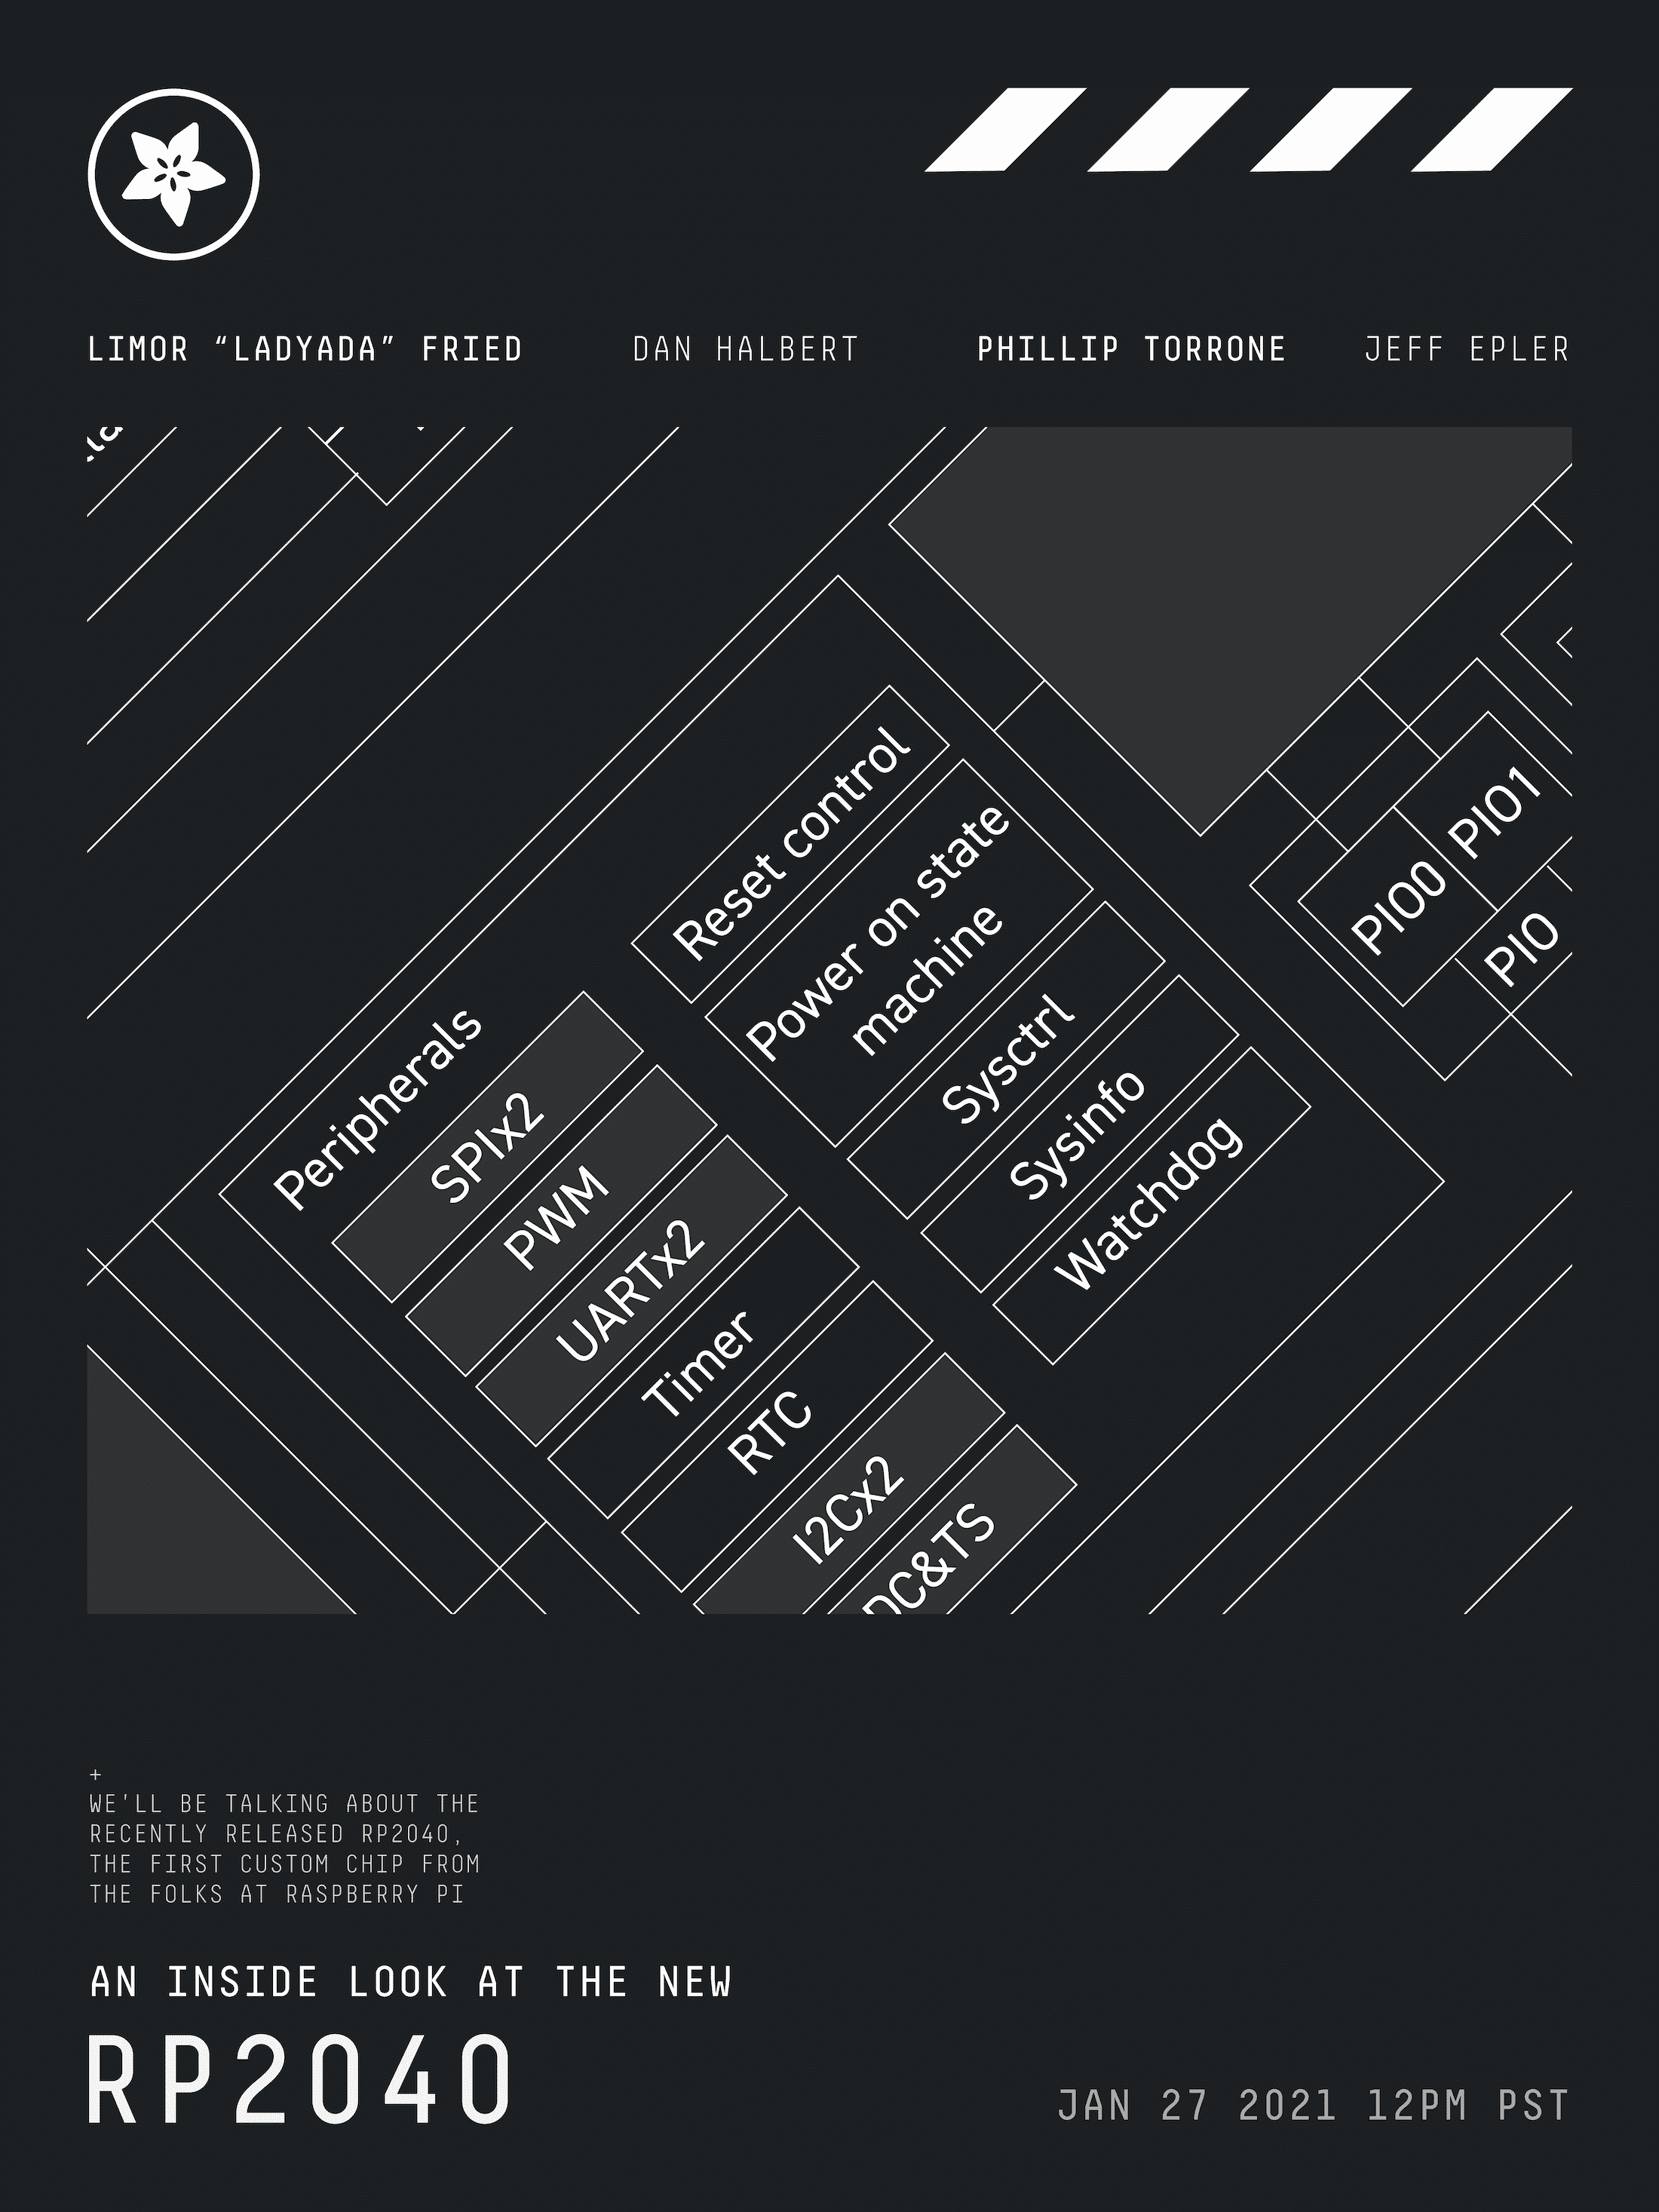 LIMOR “LADYADA” FRIED
DAN HALBERT
PHILLIP TORRONE
JEFF EPLER
Reset control
Power on state
machine
Sysctrl
Sysinfo
Watchdog
Peripherals
SPIx2
PWM
UARTx2
Timer
RTC
I2Cx2
DC&TS
PIO0
PIO1
PIO
+
WE'LL BE TALKING ABOUT THE
RECENTLY RELEASED RP2040,
THE FIRST CUSTOM CHIP FROM
THE FOLKS AT RASPBERRY PI
AN INSIDE LOOK AT THE NEW
RP2040
JAN 27 2021 12PM PST